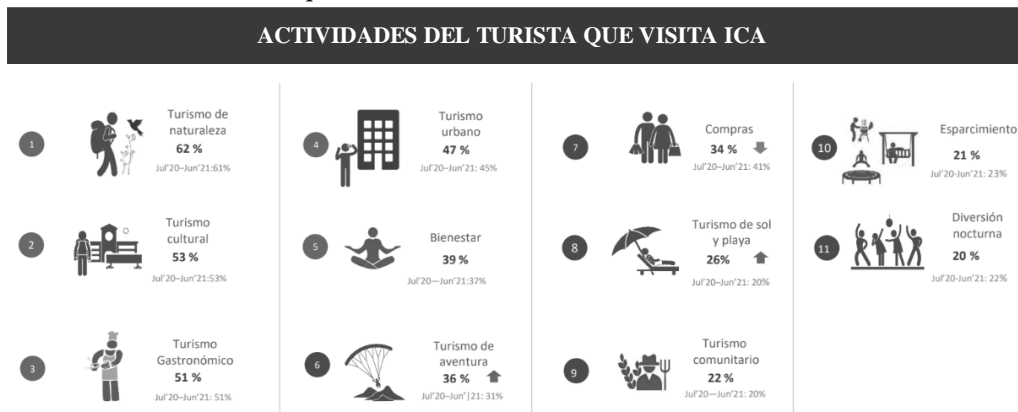 ACTIVIDADES DEL TURISTA QUE VISITA ICA
1
Turismo de
naturaleza
62 %
Jul'20–Jun'21:61%
2
Turismo
cultural
53 %
Jul'20–Jun'21:53%
3
Turismo
Gastronómico
51 %
Jul'20–Jun'21: 51%
4
Turismo
urbano
47 %
Jul'20–Jun'21: 45%
5
Bienestar
39 %
Jul'20—Jun'21:37%
6
Turismo de
aventura
36 %
Jul'20–Jun'|21: 31%
7
Compras
34 %
Jul'20–Jun'21: 41%
8
Turismo de sol
y playa
26%
Jul'20–Jun'21: 20%
9
Turismo
comunitario
22 %
Jul'20—Jun'21: 20%
10
Esparcimiento
21 %
Jul'20-Jun'21: 23%
11
Diversión
nocturna
20 %
Jul'20-Jun'21: 22%